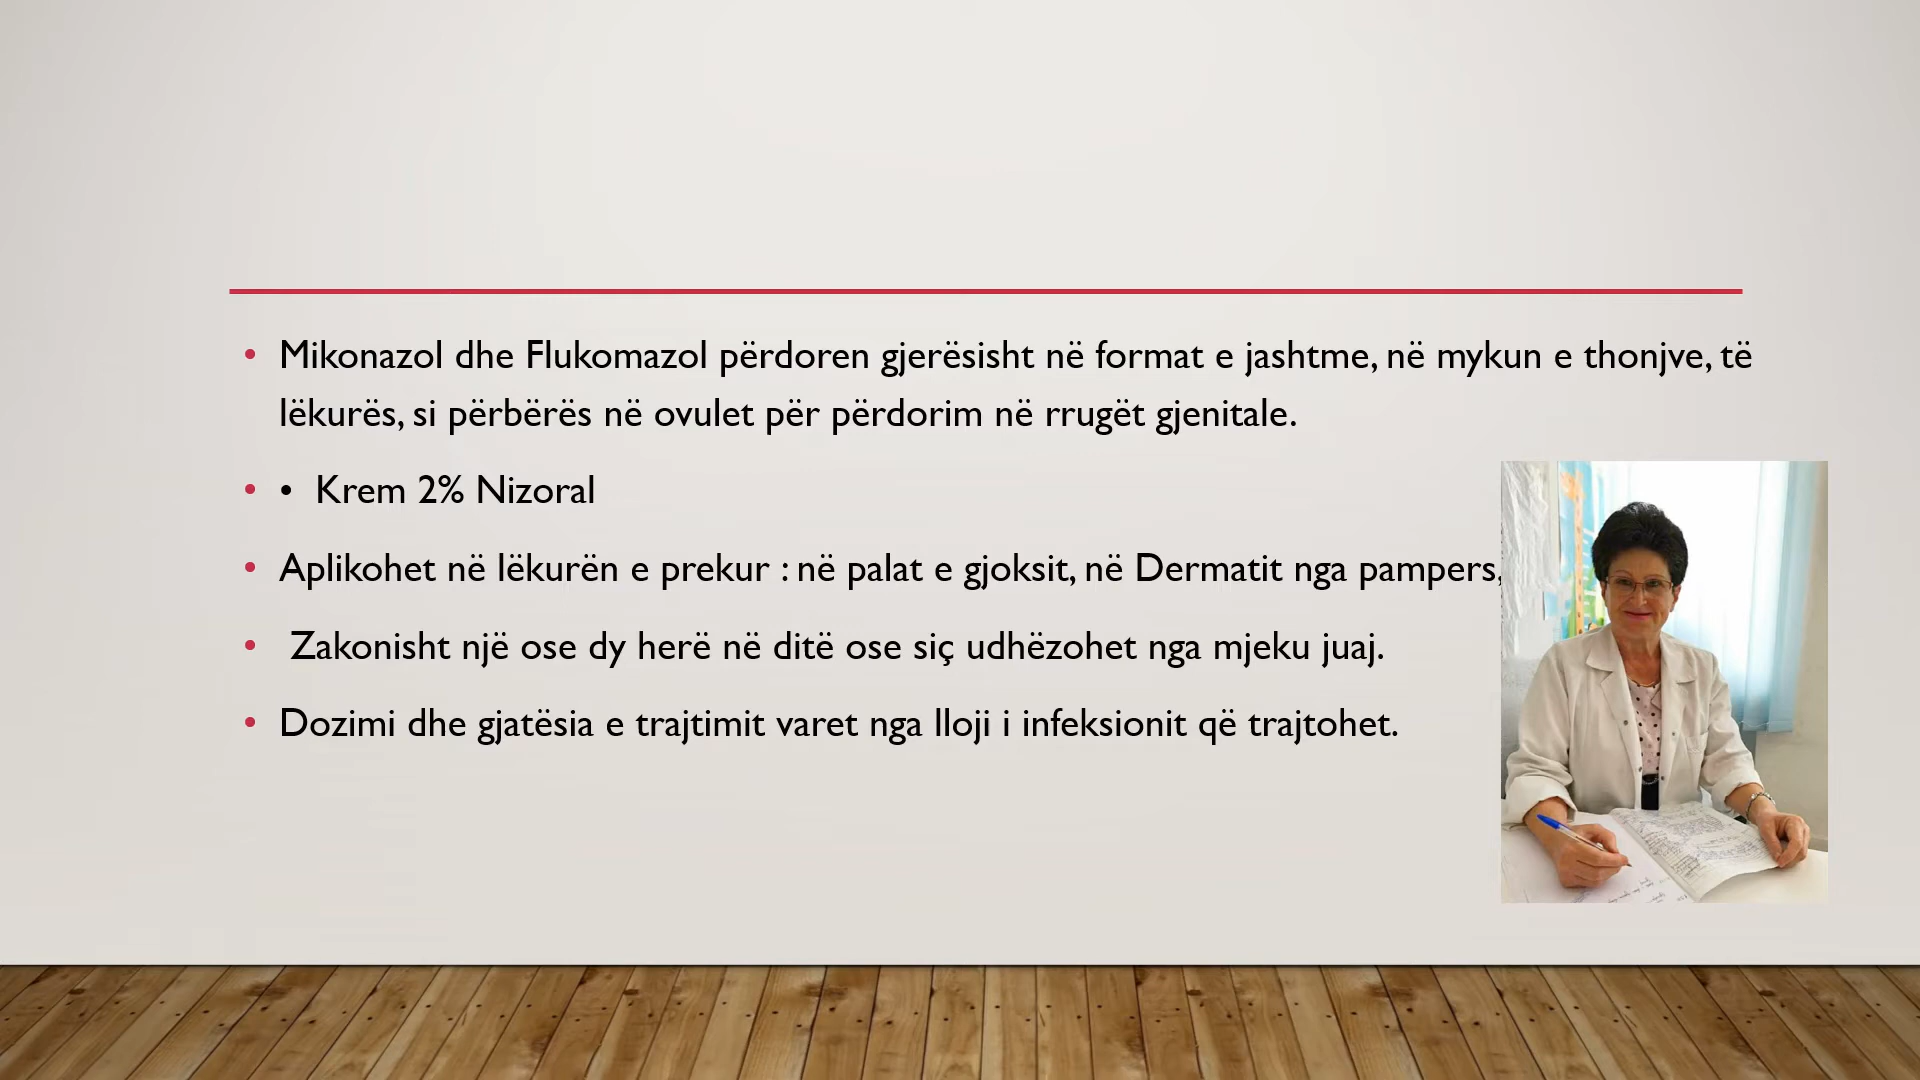 • Mikonazol dhe Flukomazol përdoren gjerësisht në format e jashtme, në mykun e thonjve, të
lëkurës, si përbërës në ovulet për përdorim në rrugët gjenitale.
• • Krem 2% Nizoral
• Aplikohet në lëkurën e prekur : në palat e gjoksit, në Dermatit nga pampers,
• Zakonisht një ose dy herë në ditë ose siç udhëzohet nga mjeku juaj.
• Dozimi dhe gjatësia e trajtimit varet nga lloji i infeksionit që trajtohet.